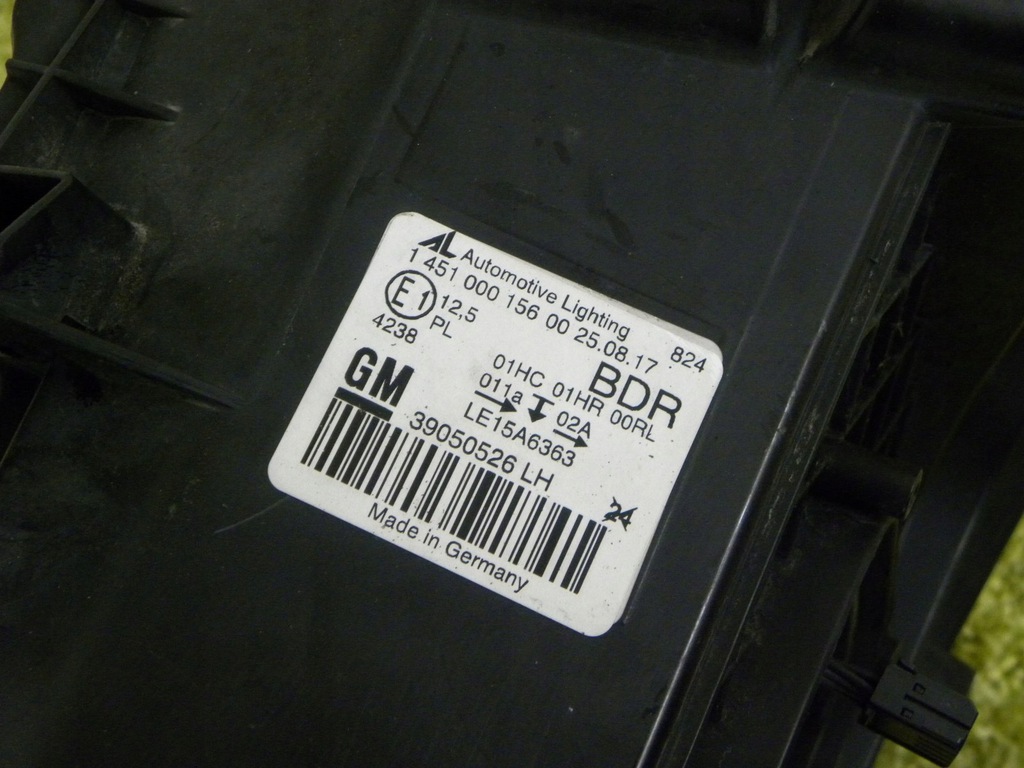 AL Automotive Lighting
1 451 000 156 00 25.08.17 824
E1 12,5 BDR
4238 PL
01HC 01HR 00RL
011a 02A
GM LE15A6363
39050526 LH
24
Made in Germany